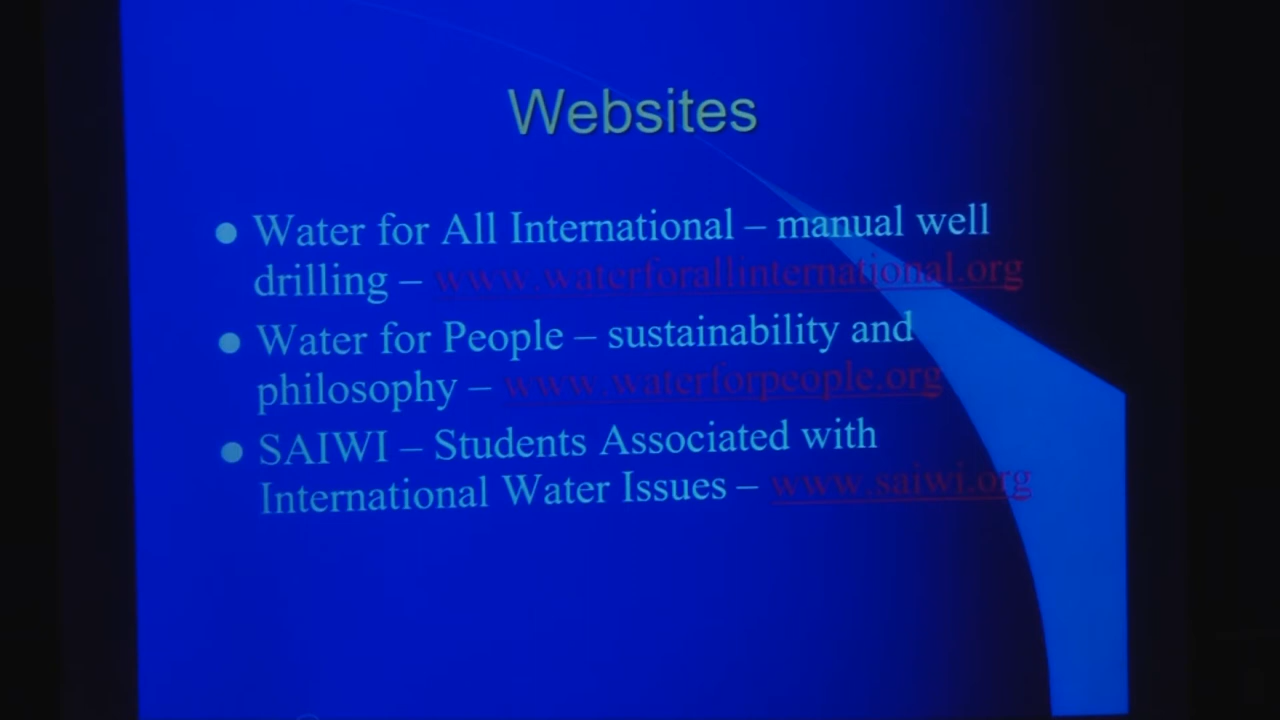 Websites
● Water for All International – manual well
drilling – www.waterforallinternational.org
● Water for People – sustainability and
philosophy – www.waterforpeople.org
● SAIWI – Students Associated with
International Water Issues – www.saiwi.org